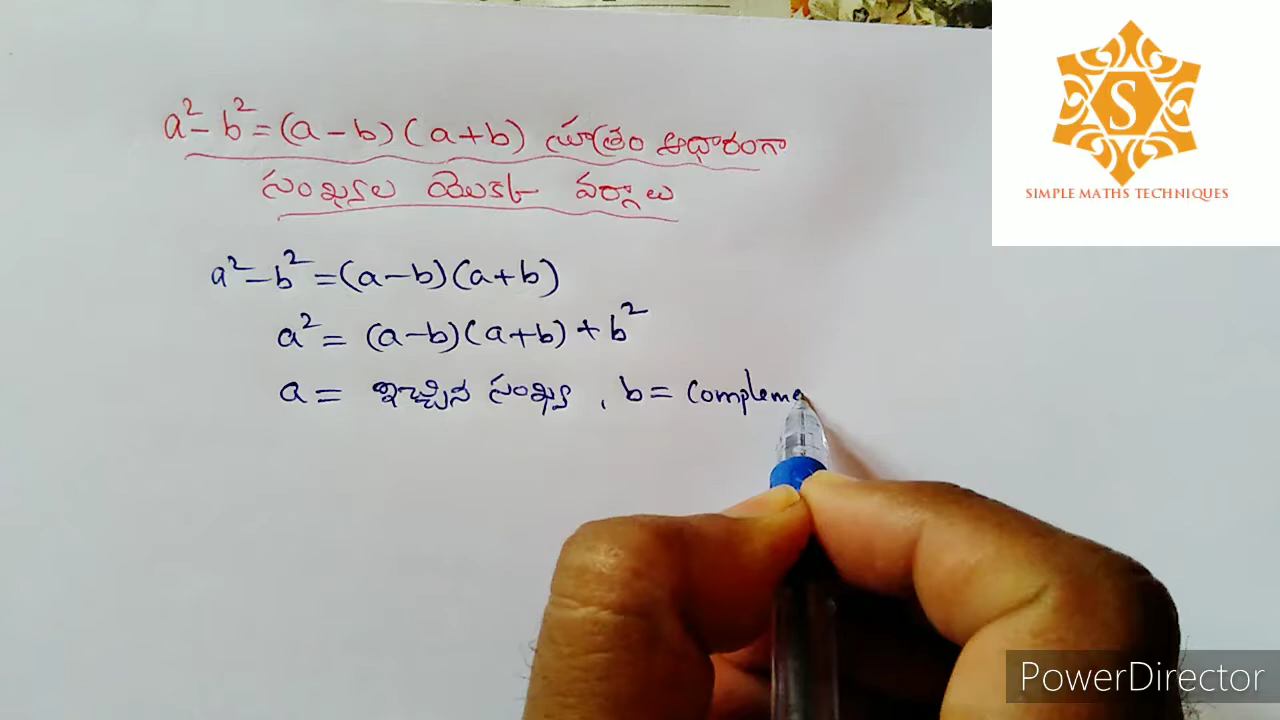 a² - b² = (a - b) (a + b) సూత్రం ఆధారంగా
సంఖ్యల యొక్క వర్గాలు
a² - b² = (a - b) (a + b)
a² = (a - b) (a + b) + b²
a = ఇచ్చిన సంఖ్య , b = Compleme
S
SIMPLE MATHS TECHNIQUES
PowerDirector